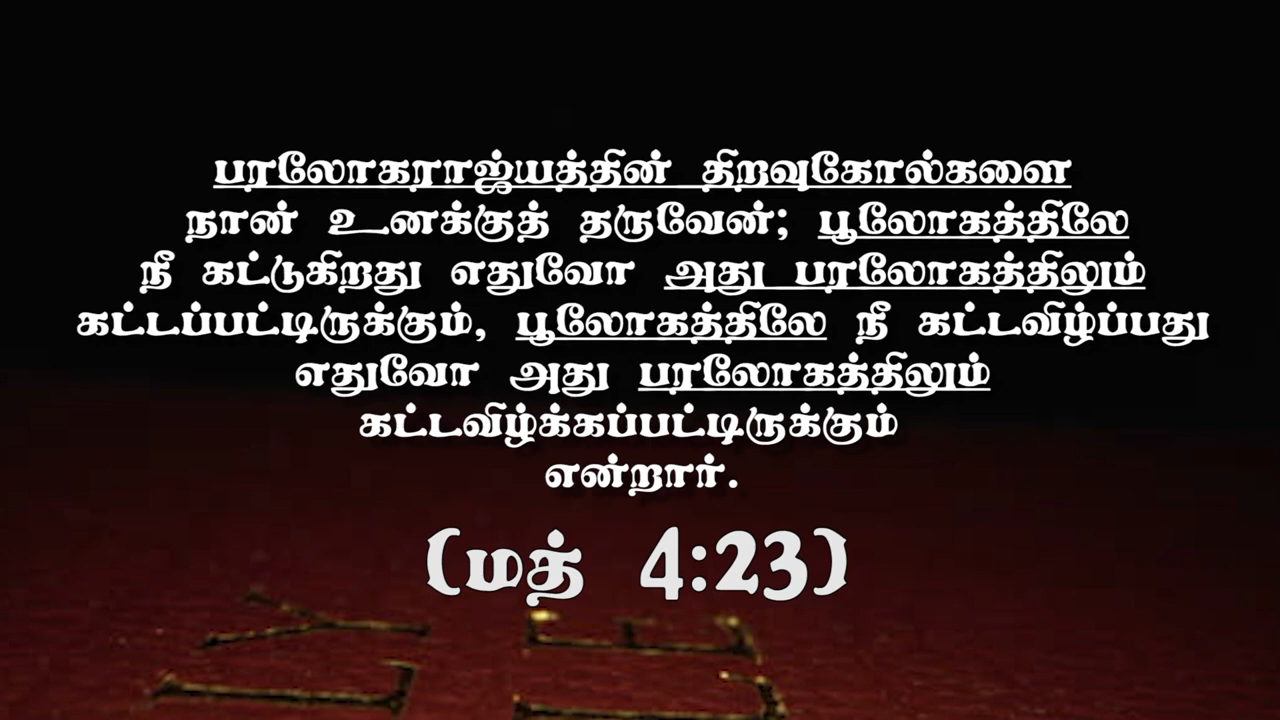 பரலோகராஜ்யத்தின் திறவுகோல்களை
நான் உனக்குத் தருவேன்; பூலோகத்திலே
நீ கட்டுகிறது எதுவோ அது பரலோகத்திலும்
கட்டப்பட்டிருக்கும், பூலோகத்திலே நீ கட்டவிழ்ப்பது
எதுவோ அது பரலோகத்திலும்
கட்டவிழ்க்கப்பட்டிருக்கும்
என்றார்.
(மத் 4:23)